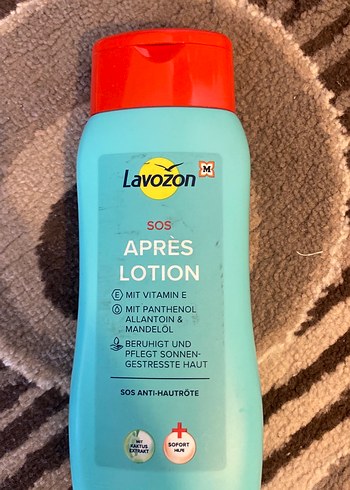 Lavozon
M
SOS
APRÈS
LOTION
E MIT VITAMIN E
MIT PANTHENOL
ALLANTOIN &
MANDELÖL
BERUHIGT UND
PFLEGT SONNEN-
GESTRESSTE HAUT
SOS ANTI-HAUTRÖTE
MIT
KAKTUS
EXTRAKT
SOFORT
HILFE